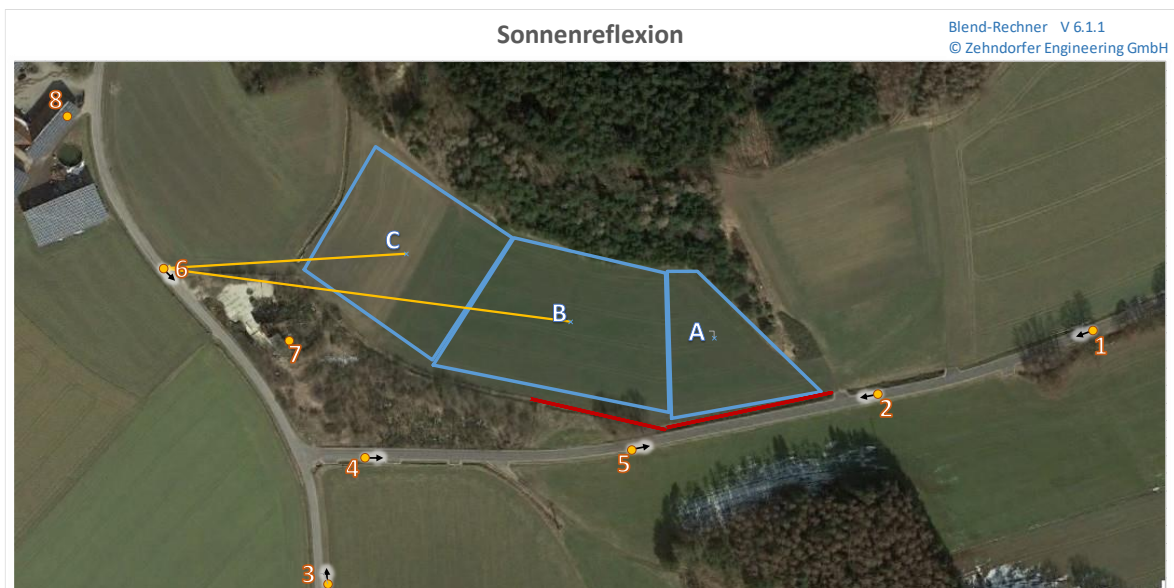 Sonnenreflexion
Blend-Rechner V 6.1.1
© Zehndorfer Engineering GmbH
8
C
6
B
A
7
1
2
5
4
3